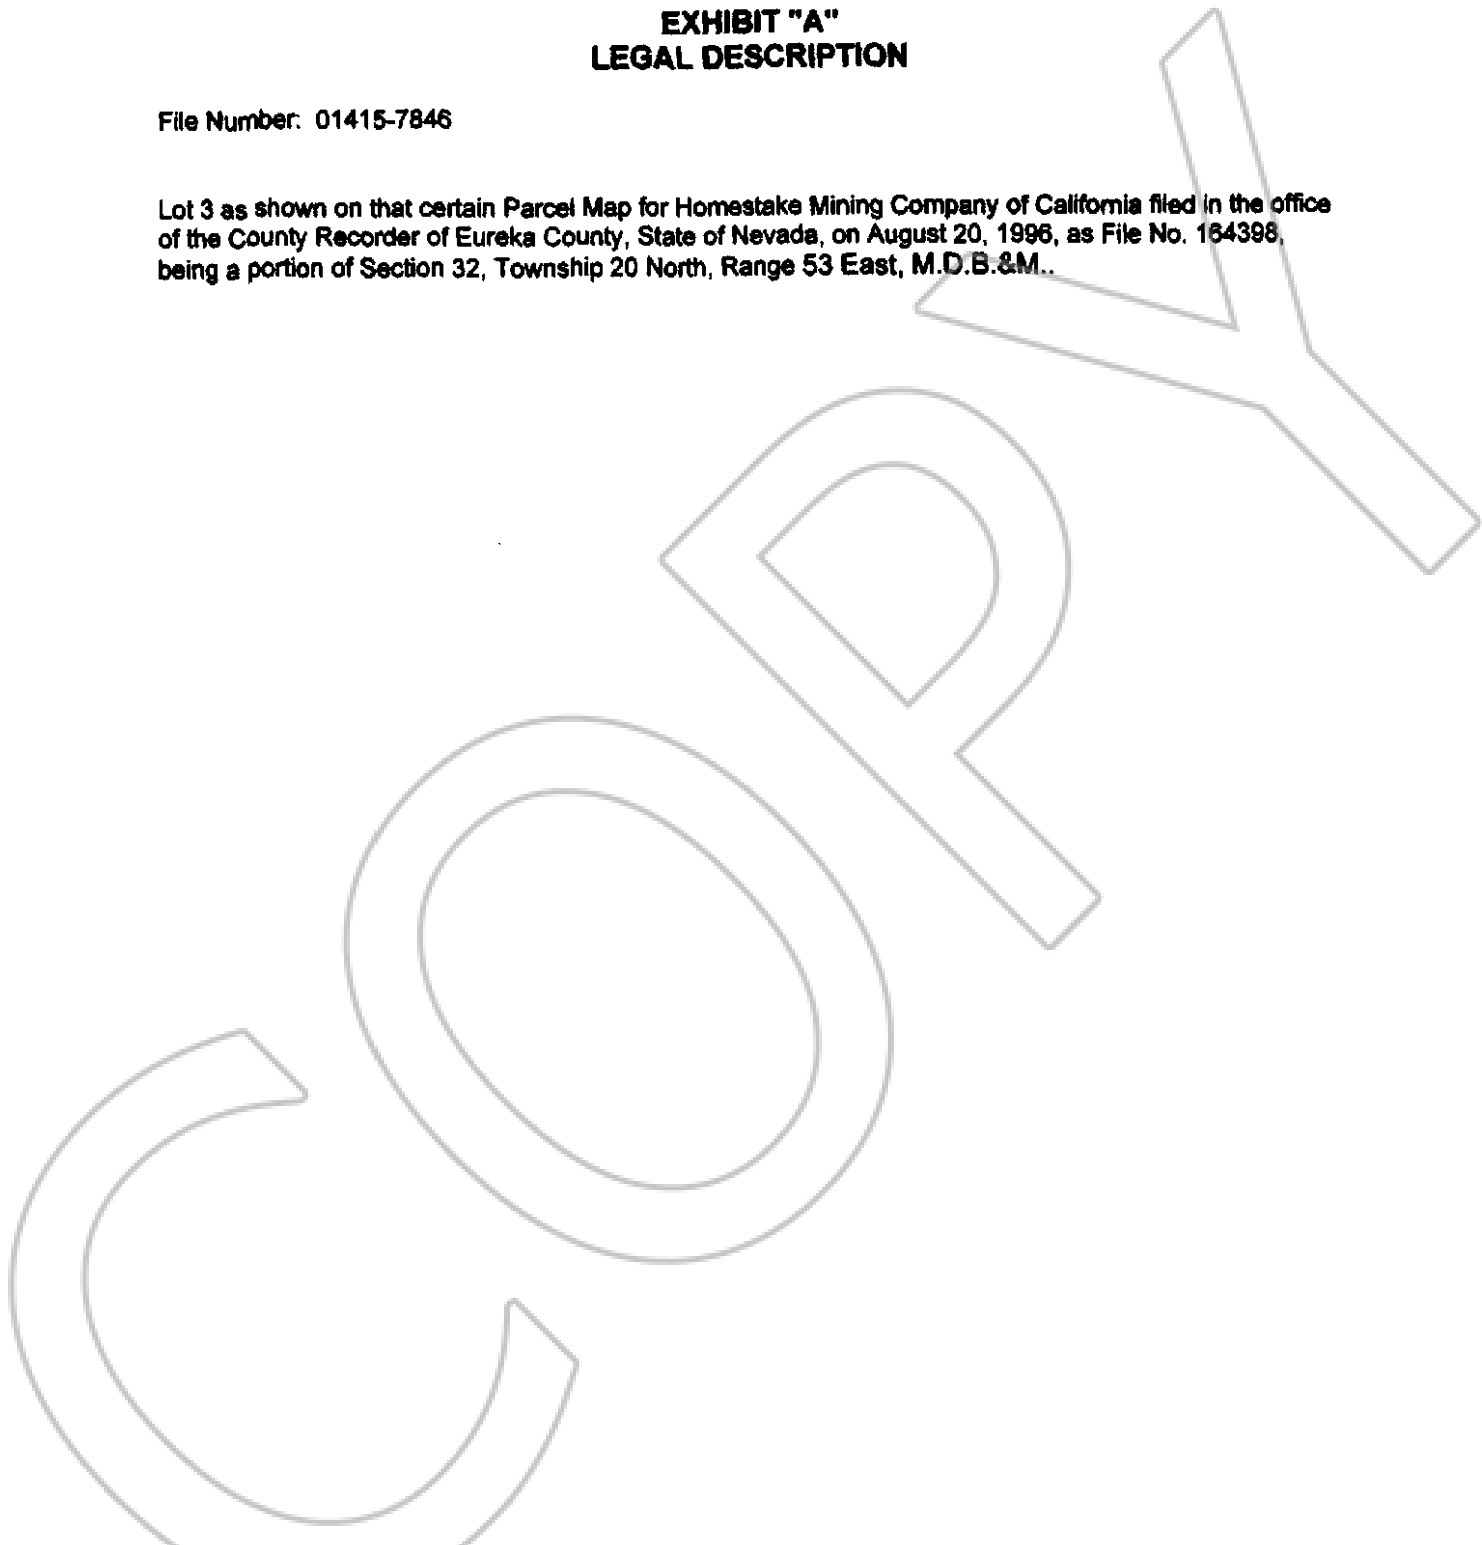 EXHIBIT "A"
LEGAL DESCRIPTION
File Number: 01415-7846
Lot 3 as shown on that certain Parcel Map for Homestake Mining Company of California filed in the office
of the County Recorder of Eureka County, State of Nevada, on August 20, 1996, as File No. 164398,
being a portion of Section 32, Township 20 North, Range 53 East, M.D.B.&M..
COPY